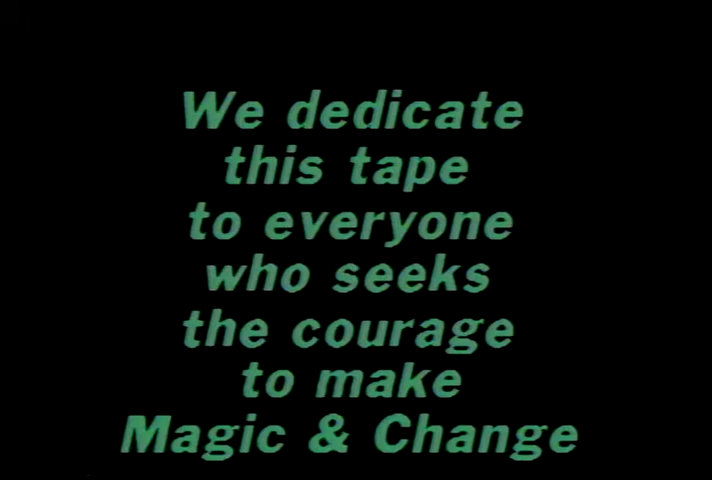 We dedicate
this tape
to everyone
who seeks
the courage
to make
Magic & Change